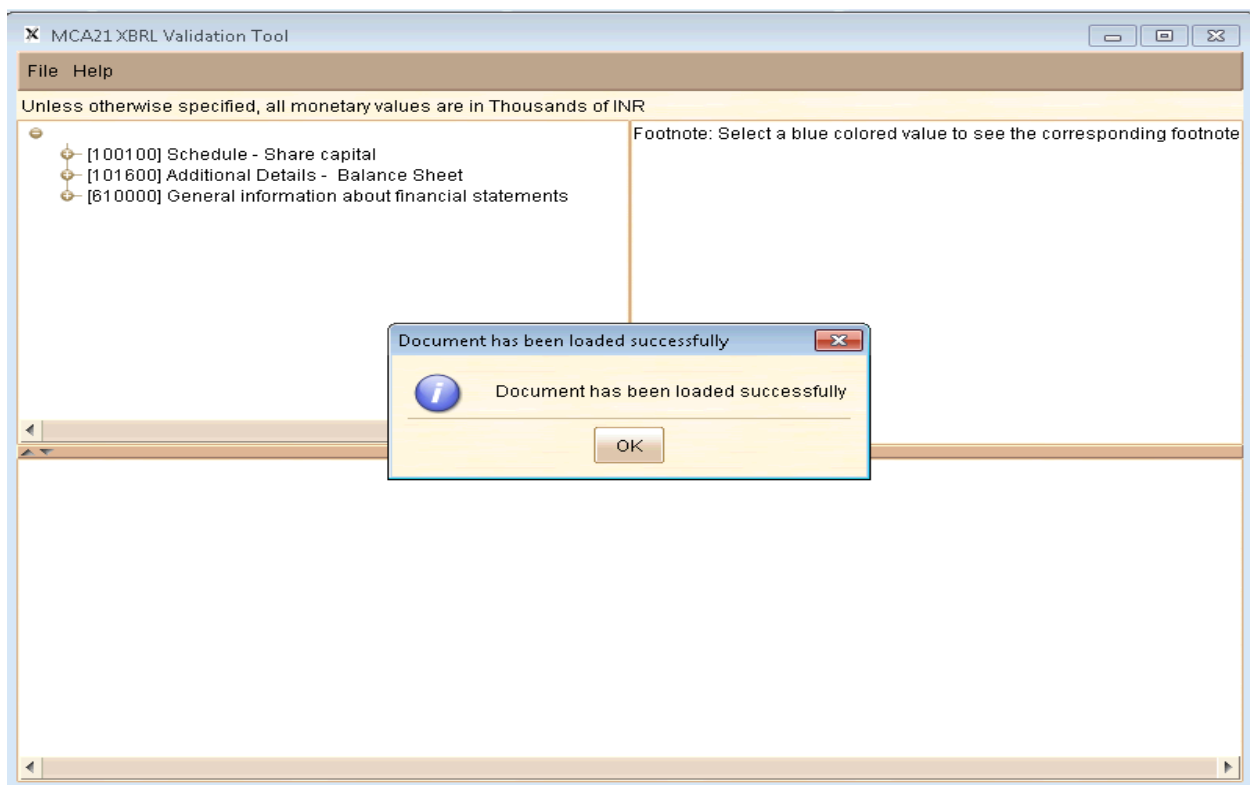 MCA21 XBRL Validation Tool
File Help
Unless otherwise specified, all monetary values are in Thousands of INR
[100100] Schedule - Share capital
[101600] Additional Details - Balance Sheet
[610000] General information about financial statements
Footnote: Select a blue colored value to see the corresponding footnote
Document has been loaded successfully
Document has been loaded successfully
OK